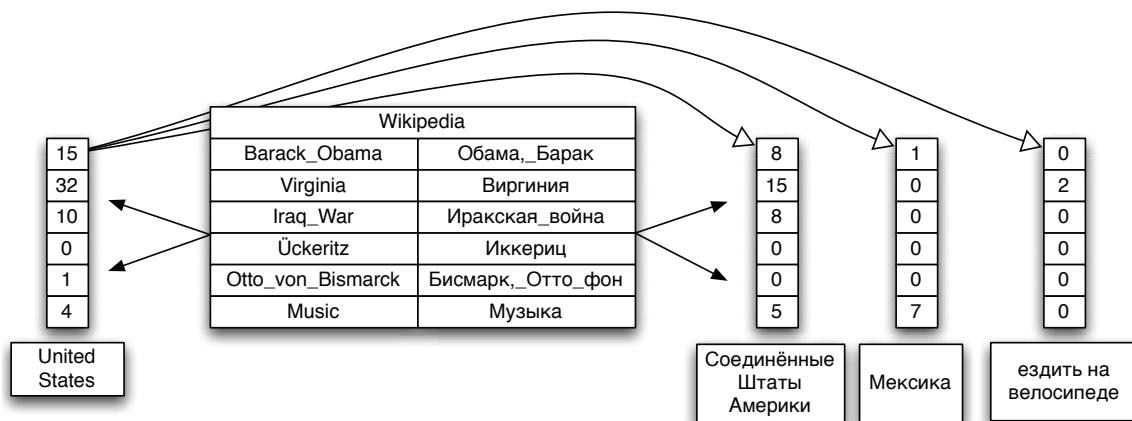 Wikipedia
15 Barack_Obama Обама,_Барак 8 1 0
32 Virginia Виргиния 15 0 2
10 Iraq_War Иракская_война 8 0 0
0 Ückeritz Иккериц 0 0 0
1 Otto_von_Bismarck Бисмарк,_Отто_фон 0 0 0
4 Music Музыка 5 7 0
United
States
Соединённые
Штаты
Америки
Мексика
ездить на
велосипеде